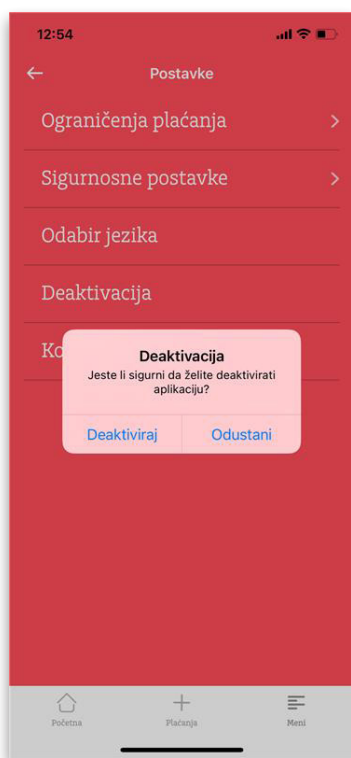 12:54
Postavke
Ograničenja plaćanja
Sigurnosne postavke
Odabir jezika
Deaktivacija
Ko
Deaktivacija
Jeste li sigurni da želite deaktivirati
aplikaciju?
Deaktiviraj Odustani
Početna Plaćanja Meni